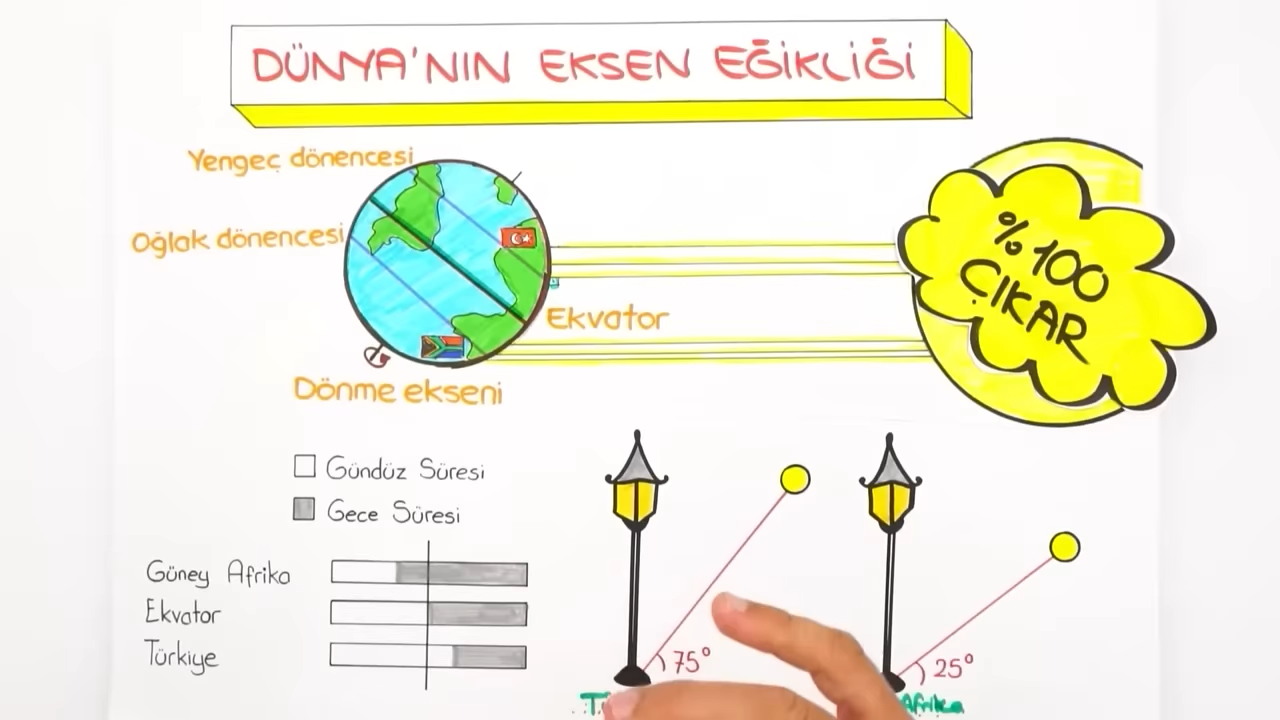 DÜNYA'NIN EKSEN EĞİKLİĞİ
Yengeç dönencesi
Oğlak dönencesi
% 100
ÇIKAR
Ekvator
Dönme ekseni
Gündüz Süresi
Gece Süresi
Güney Afrika
Ekvator
Türkiye
75°
25°
Afrika